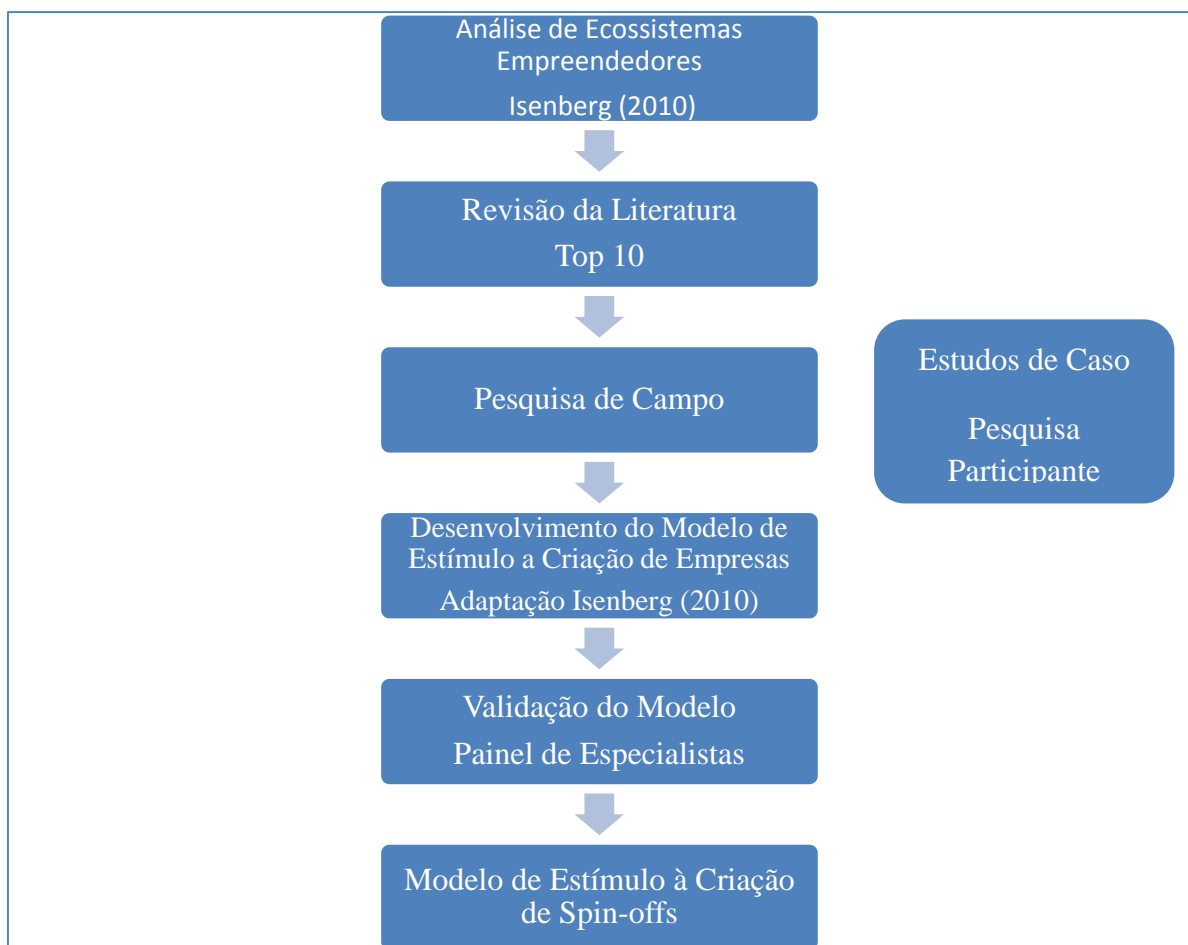 Análise de Ecossistemas
Empreendedores
Isenberg (2010)
Revisão da Literatura
Top 10
Pesquisa de Campo
Estudos de Caso
Pesquisa
Participante
Desenvolvimento do Modelo de
Estímulo a Criação de Empresas
Adaptação Isenberg (2010)
Validação do Modelo
Painel de Especialistas
Modelo de Estímulo à Criação
de Spin-offs